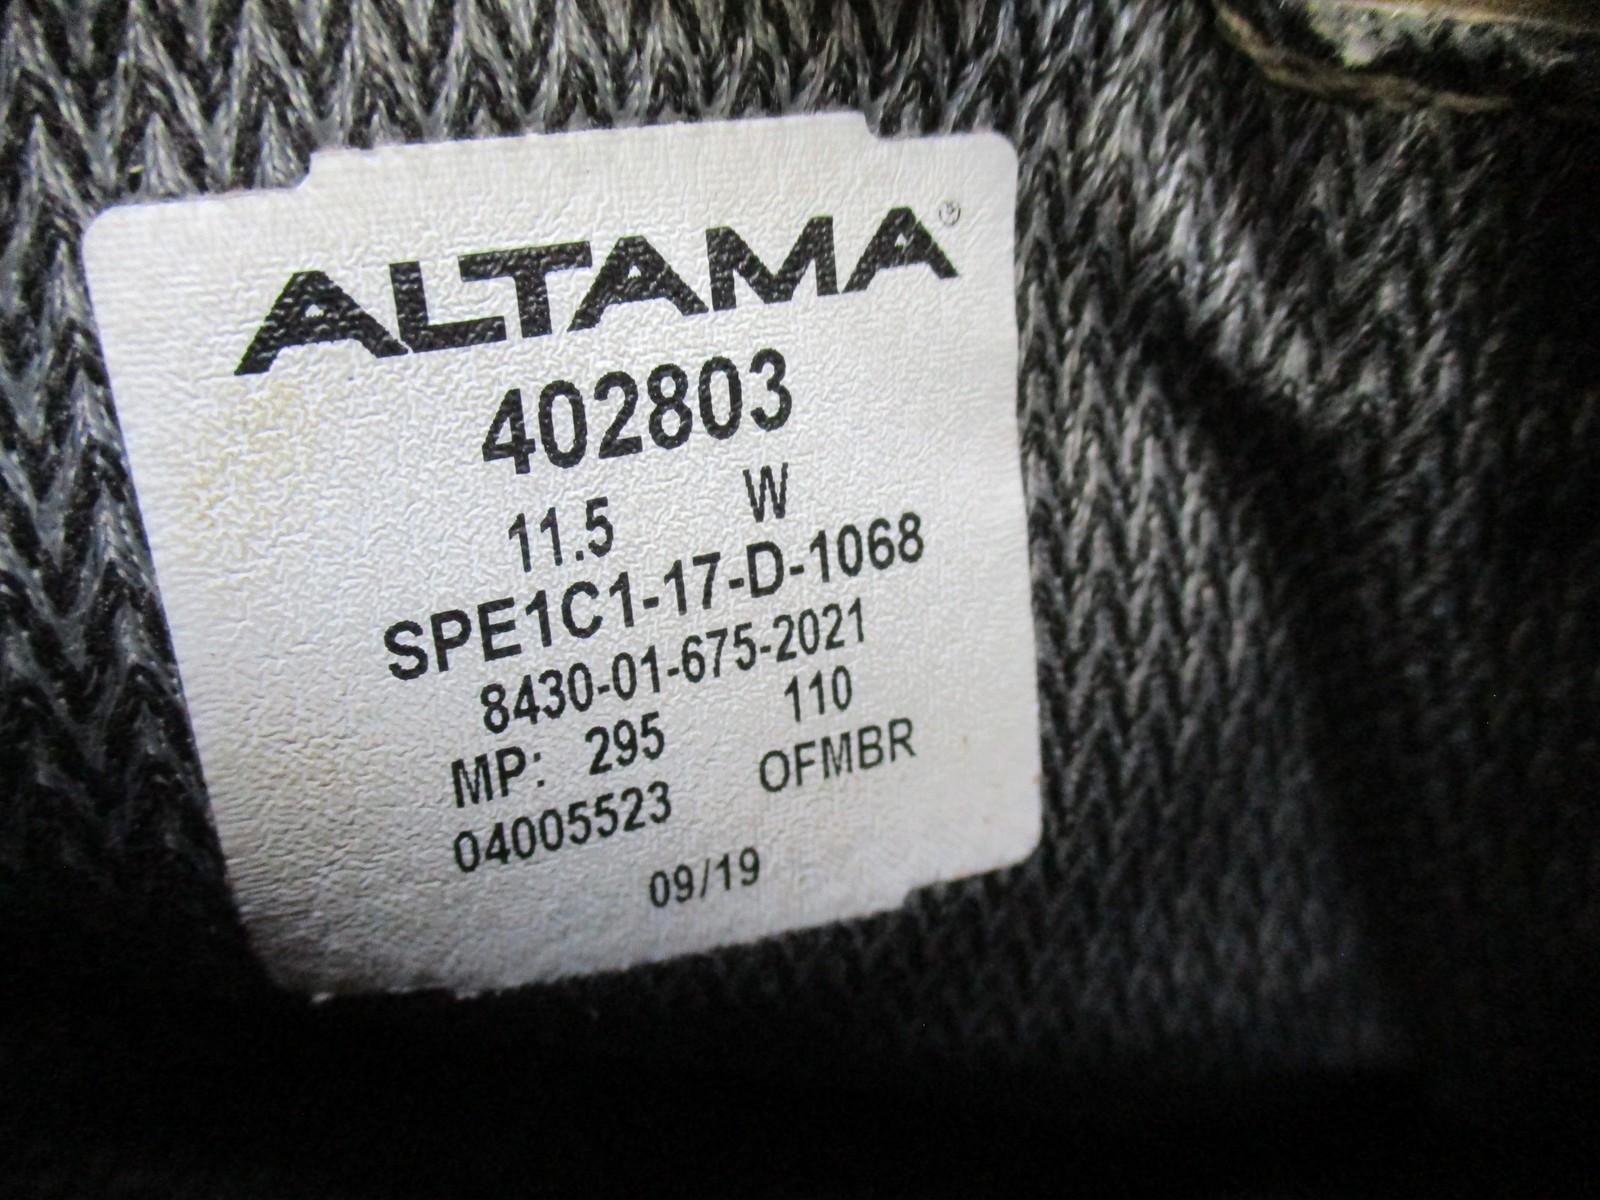 ALTAMA®
402803
11.5 W
SPE1C1-17-D-1068
8430-01-675-2021
MP: 295 110
04005523 OFMBR
09/19